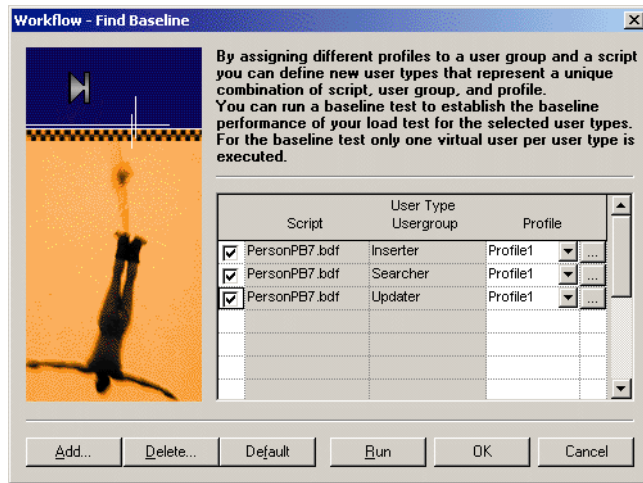 Workflow - Find Baseline
By assigning different profiles to a user group and a script
you can define new user types that represent a unique
combination of script, user group, and profile.
You can run a baseline test to establish the baseline
performance of your load test for the selected user types.
For the baseline test only one virtual user per user type is
executed.
User Type
Script Usergroup Profile
PersonPB7.bdf Inserter Profile1 ...
PersonPB7.bdf Searcher Profile1 ...
PersonPB7.bdf Updater Profile1 ...
Add... Delete... Default Run OK Cancel